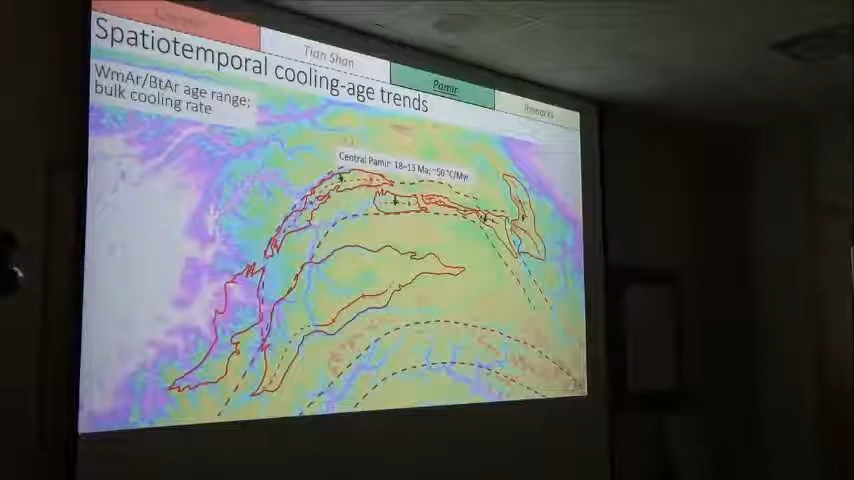 Tian Shan
Pamir
Remarks
Spatiotemporal cooling-age trends
WmAr/BtAr age range;
bulk cooling rate
Central Pamir: 18–13 Ma; ~50 °C/Myr